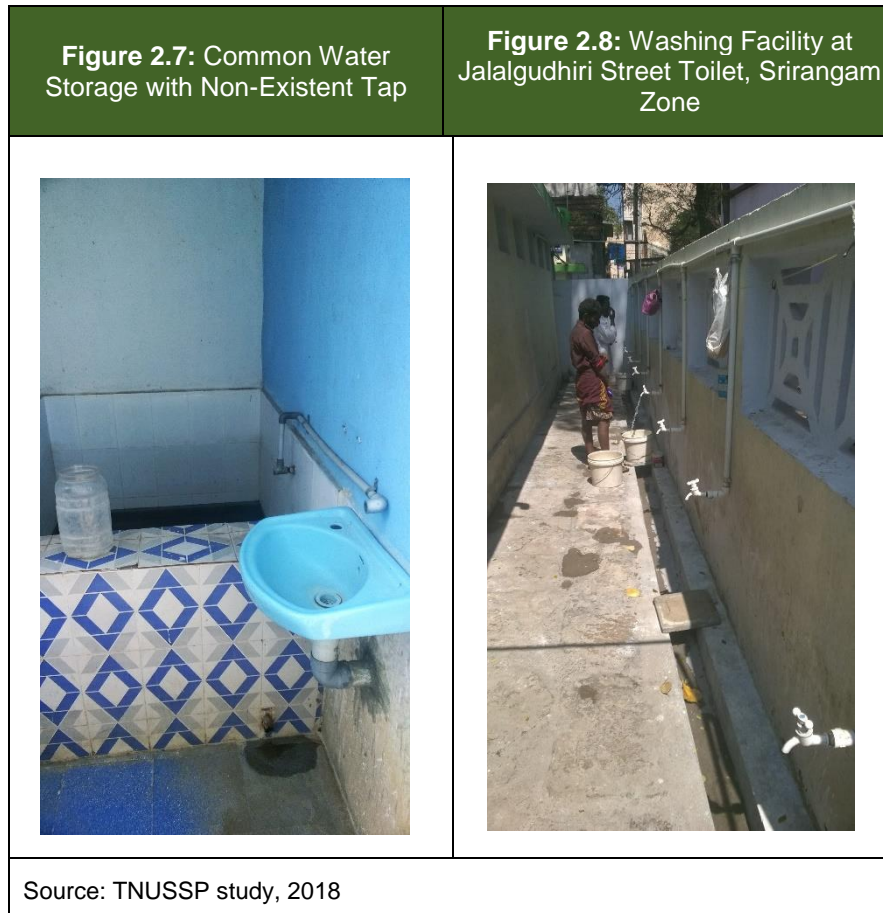 Figure 2.7: Common Water
Storage with Non-Existent Tap
Figure 2.8: Washing Facility at
Jalalgudhiri Street Toilet, Srirangam
Zone
Source: TNUSSP study, 2018